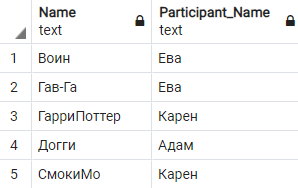 Name Participant_Name
text text
1 Воин Ева
2 Гав-Га Ева
3 ГарриПоттер Карен
4 Догги Адам
5 СмокиМо Карен